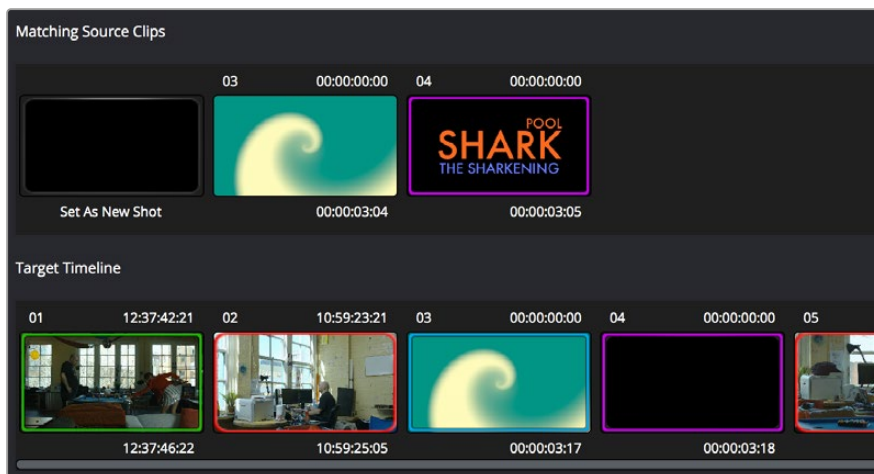 Matching Source Clips
03 00:00:00:00 04 00:00:00:00
POOL
SHARK
THE SHARKENING
Set As New Shot 00:00:03:04 00:00:03:05
Target Timeline
01 12:37:42:21 02 10:59:23:21 03 00:00:00:00 04 00:00:00:00 05
12:37:46:22 10:59:25:05 00:00:03:17 00:00:03:18